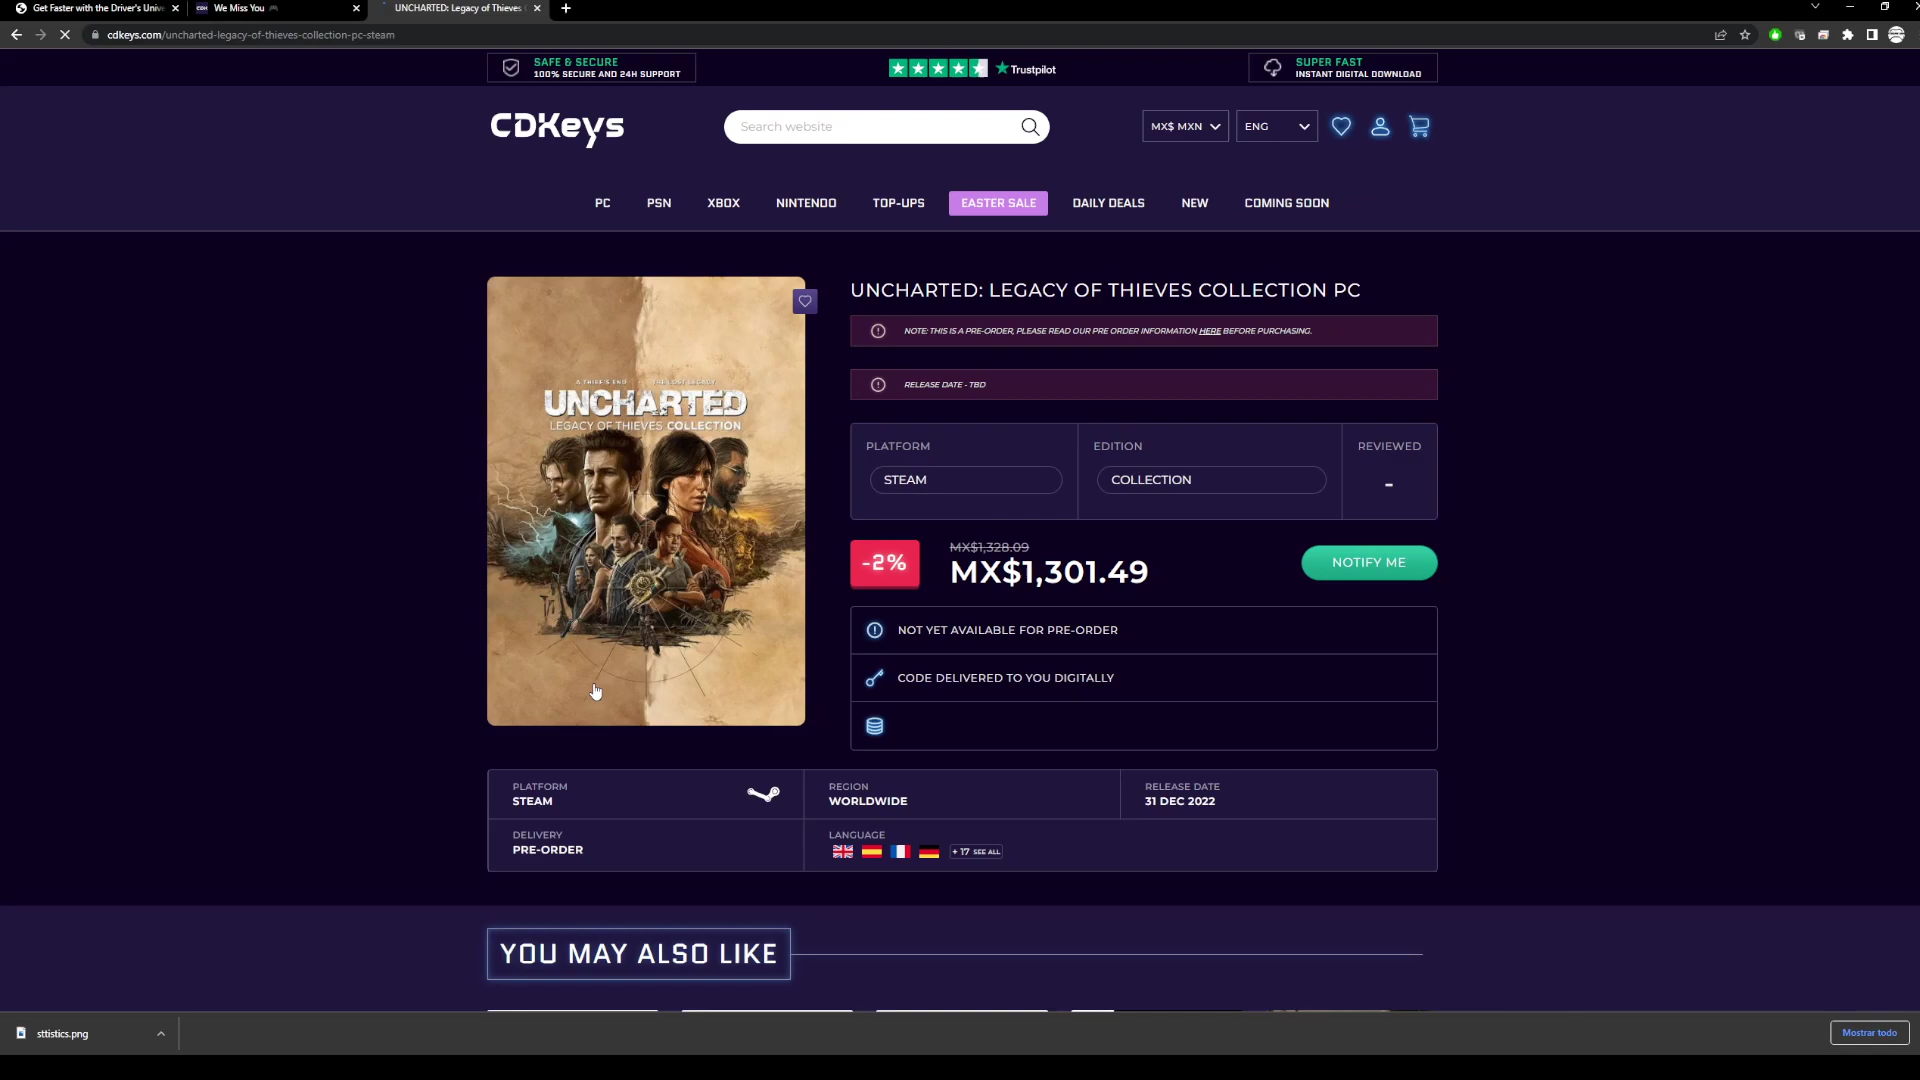 Get Faster with the Driver's Unive
We Miss You
UNCHARTED: Legacy of Thieves C
cdkeys.com/uncharted-legacy-of-thieves-collection-pc-steam
SAFE & SECURE
100% SECURE AND 24H SUPPORT
Trustpilot
SUPER FAST
INSTANT DIGITAL DOWNLOAD
CDKeys
Search website
MX$ MXN
ENG
PC
PSN
XBOX
NINTENDO
TOP-UPS
EASTER SALE
DAILY DEALS
NEW
COMING SOON
A THIEF'S END
THE LOST LEGACY
UNCHARTED
LEGACY OF THIEVES COLLECTION
UNCHARTED: LEGACY OF THIEVES COLLECTION PC
NOTE: THIS IS A PRE-ORDER, PLEASE READ OUR PRE ORDER INFORMATION HERE BEFORE PURCHASING.
RELEASE DATE - TBD
PLATFORM
STEAM
EDITION
COLLECTION
REVIEWED
-
-2%
MX$1,328.09
MX$1,301.49
NOTIFY ME
NOT YET AVAILABLE FOR PRE-ORDER
CODE DELIVERED TO YOU DIGITALLY
PLATFORM
STEAM
REGION
WORLDWIDE
RELEASE DATE
31 DEC 2022
DELIVERY
PRE-ORDER
LANGUAGE
+ 17 SEE ALL
YOU MAY ALSO LIKE
sttistics.png
Mostrar todo